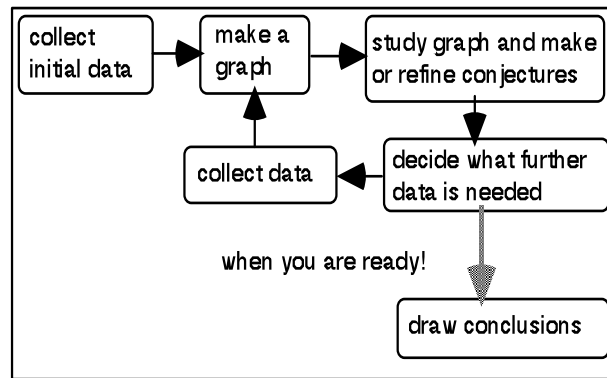 collect
initial data
make a
graph
study graph and make
or refine conjectures
collect data
decide what further
data is needed
when you are ready!
draw conclusions